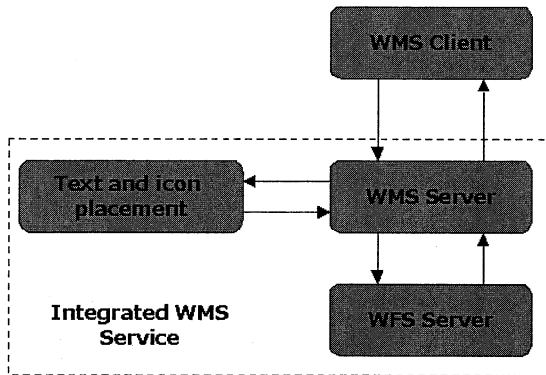 WMS Client
Text and icon
placement
WMS Server
Integrated WMS
Service
WFS Server